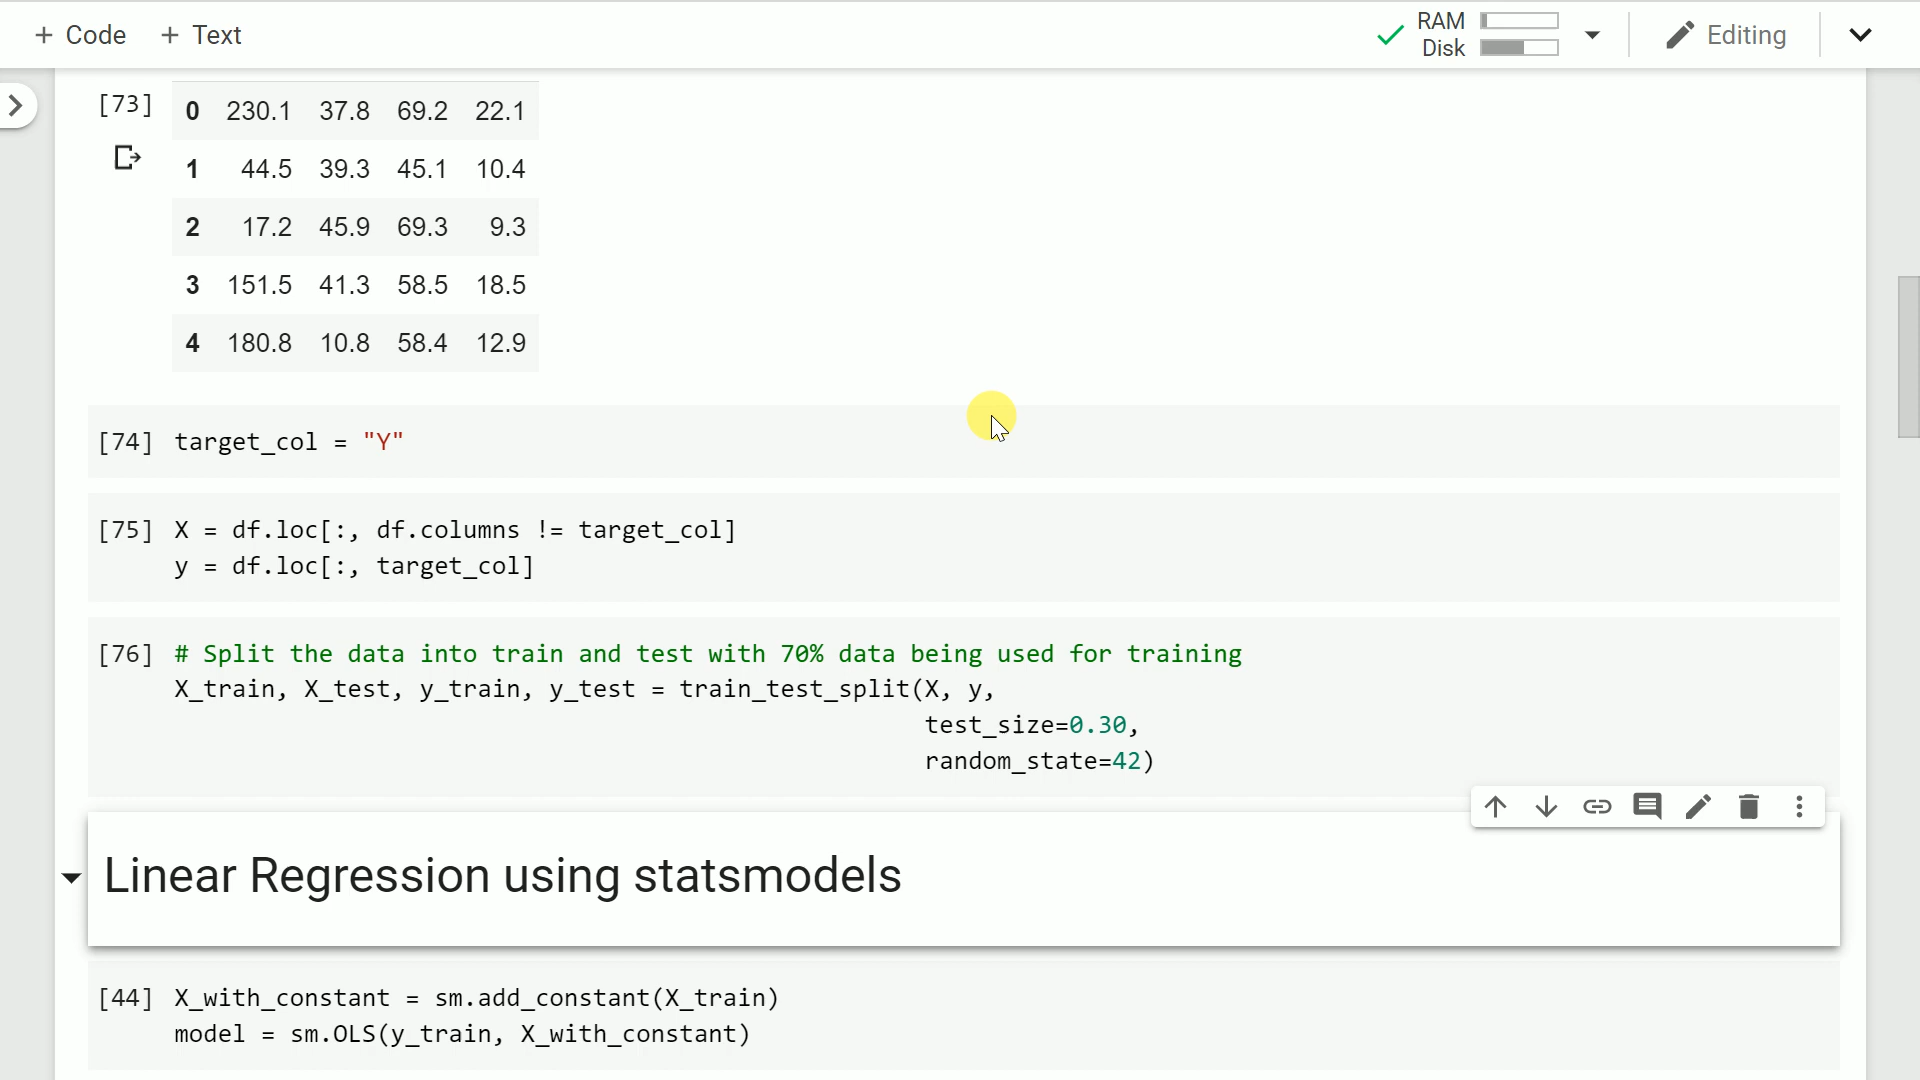 + Code + Text
RAM
Disk
Editing
[73] 0 230.1 37.8 69.2 22.1
1 44.5 39.3 45.1 10.4
2 17.2 45.9 69.3 9.3
3 151.5 41.3 58.5 18.5
4 180.8 10.8 58.4 12.9
[74] target_col = "Y"
[75] X = df.loc[:, df.columns != target_col]
y = df.loc[:, target_col]
[76] # Split the data into train and test with 70% data being used for training
X_train, X_test, y_train, y_test = train_test_split(X, y,
test_size=0.30,
random_state=42)
Linear Regression using statsmodels
[44] X_with_constant = sm.add_constant(X_train)
model = sm.OLS(y_train, X_with_constant)